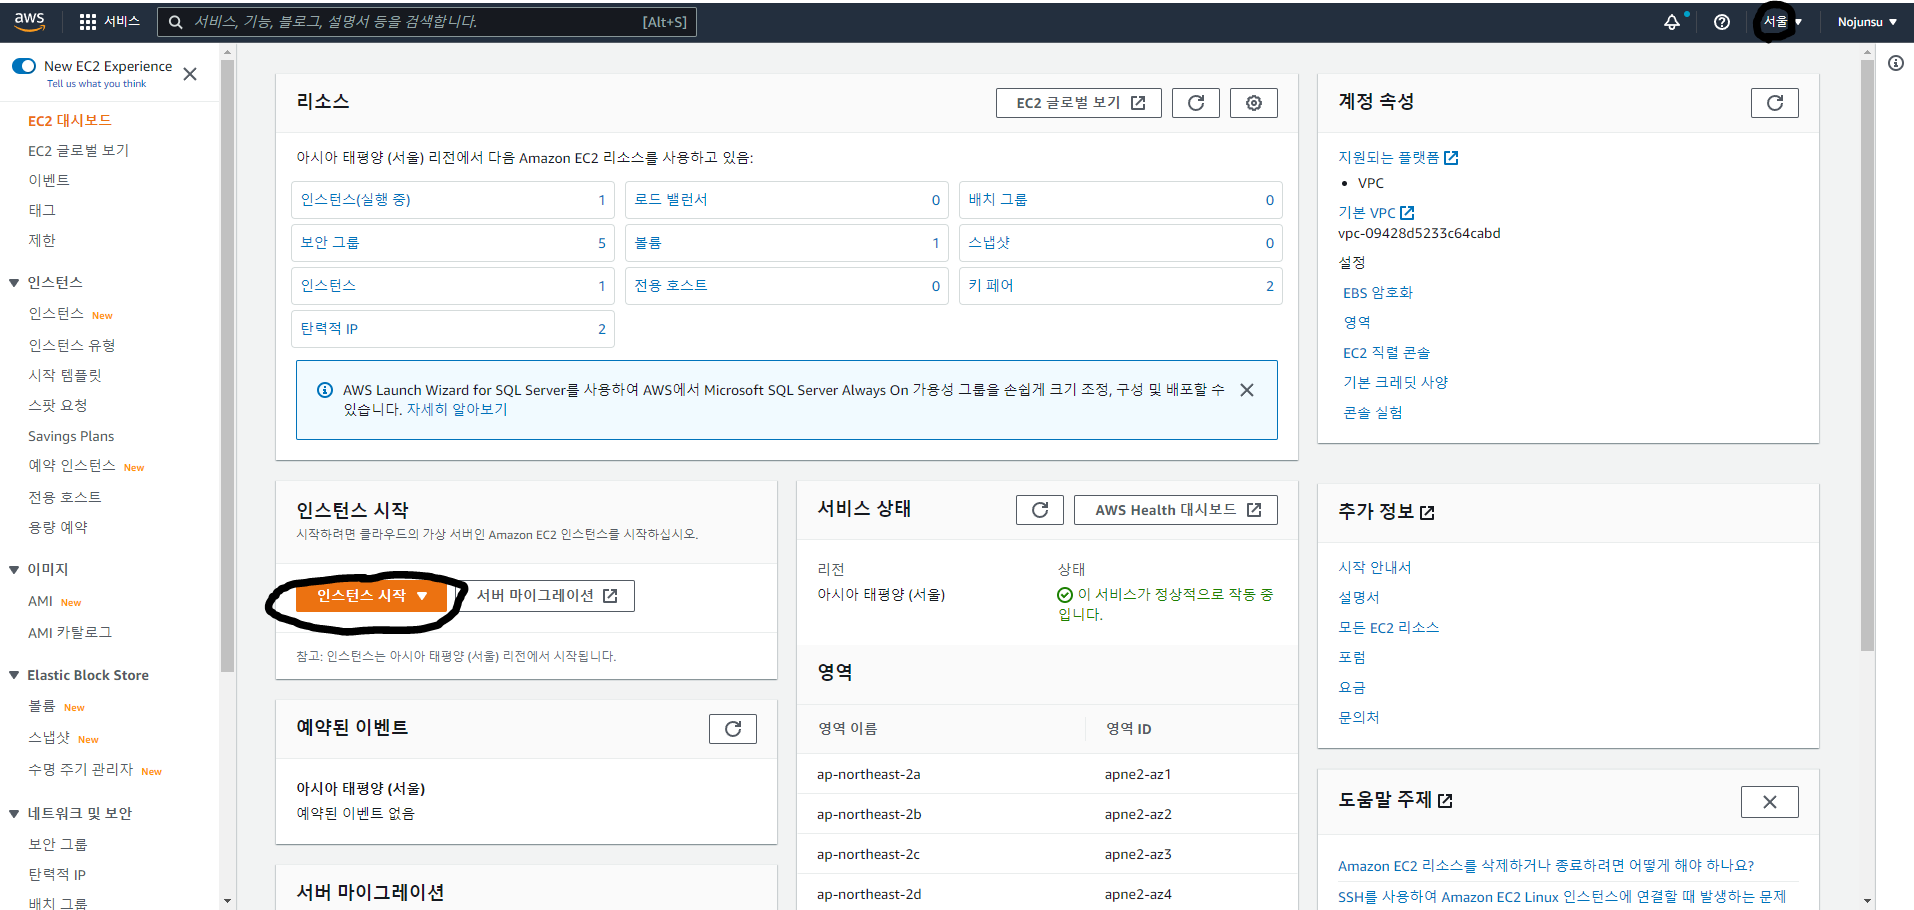 aws
서비스
서비스, 기능, 블로그, 설명서 등을 검색합니다.
[Alt+S]
서울
Nojunsu
New EC2 Experience
Tell us what you think
EC2 대시보드
EC2 글로벌 보기
이벤트
태그
제한
인스턴스
인스턴스 New
인스턴스 유형
시작 템플릿
스팟 요청
Savings Plans
예약 인스턴스 New
전용 호스트
용량 예약
이미지
AMI New
AMI 카탈로그
Elastic Block Store
볼륨 New
스냅샷 New
수명 주기 관리자 New
네트워크 및 보안
보안 그룹
탄력적 IP
배치 그룹
리소스
EC2 글로벌 보기
아시아 태평양 (서울) 리전에서 다음 Amazon EC2 리소스를 사용하고 있음:
인스턴스(실행 중) 1
로드 밸런서 0
배치 그룹 0
보안 그룹 5
볼륨 1
스냅샷 0
인스턴스 1
전용 호스트 0
키 페어 2
탄력적 IP 2
AWS Launch Wizard for SQL Server를 사용하여 AWS에서 Microsoft SQL Server Always On 가용성 그룹을 손쉽게 크기 조정, 구성 및 배포할 수
있습니다. 자세히 알아보기
인스턴스 시작
시작하려면 클라우드의 가상 서버인 Amazon EC2 인스턴스를 시작하십시오.
인스턴스 시작
서버 마이그레이션
참고: 인스턴스는 아시아 태평양 (서울) 리전에서 시작됩니다.
예약된 이벤트
아시아 태평양 (서울)
예약된 이벤트 없음
서버 마이그레이션
서비스 상태
AWS Health 대시보드
리전
상태
아시아 태평양 (서울)
이 서비스가 정상적으로 작동 중
입니다.
영역
영역 이름
영역 ID
ap-northeast-2a apne2-az1
ap-northeast-2b apne2-az2
ap-northeast-2c apne2-az3
ap-northeast-2d apne2-az4
계정 속성
지원되는 플랫폼
VPC
기본 VPC
vpc-09428d5233c64cabd
설정
EBS 암호화
영역
EC2 직렬 콘솔
기본 크레딧 사양
콘솔 실험
추가 정보
시작 안내서
설명서
모든 EC2 리소스
포럼
요금
문의처
도움말 주제
Amazon EC2 리소스를 삭제하거나 종료하려면 어떻게 해야 하나요?
SSH를 사용하여 Amazon EC2 Linux 인스턴스에 연결할 때 발생하는 문제